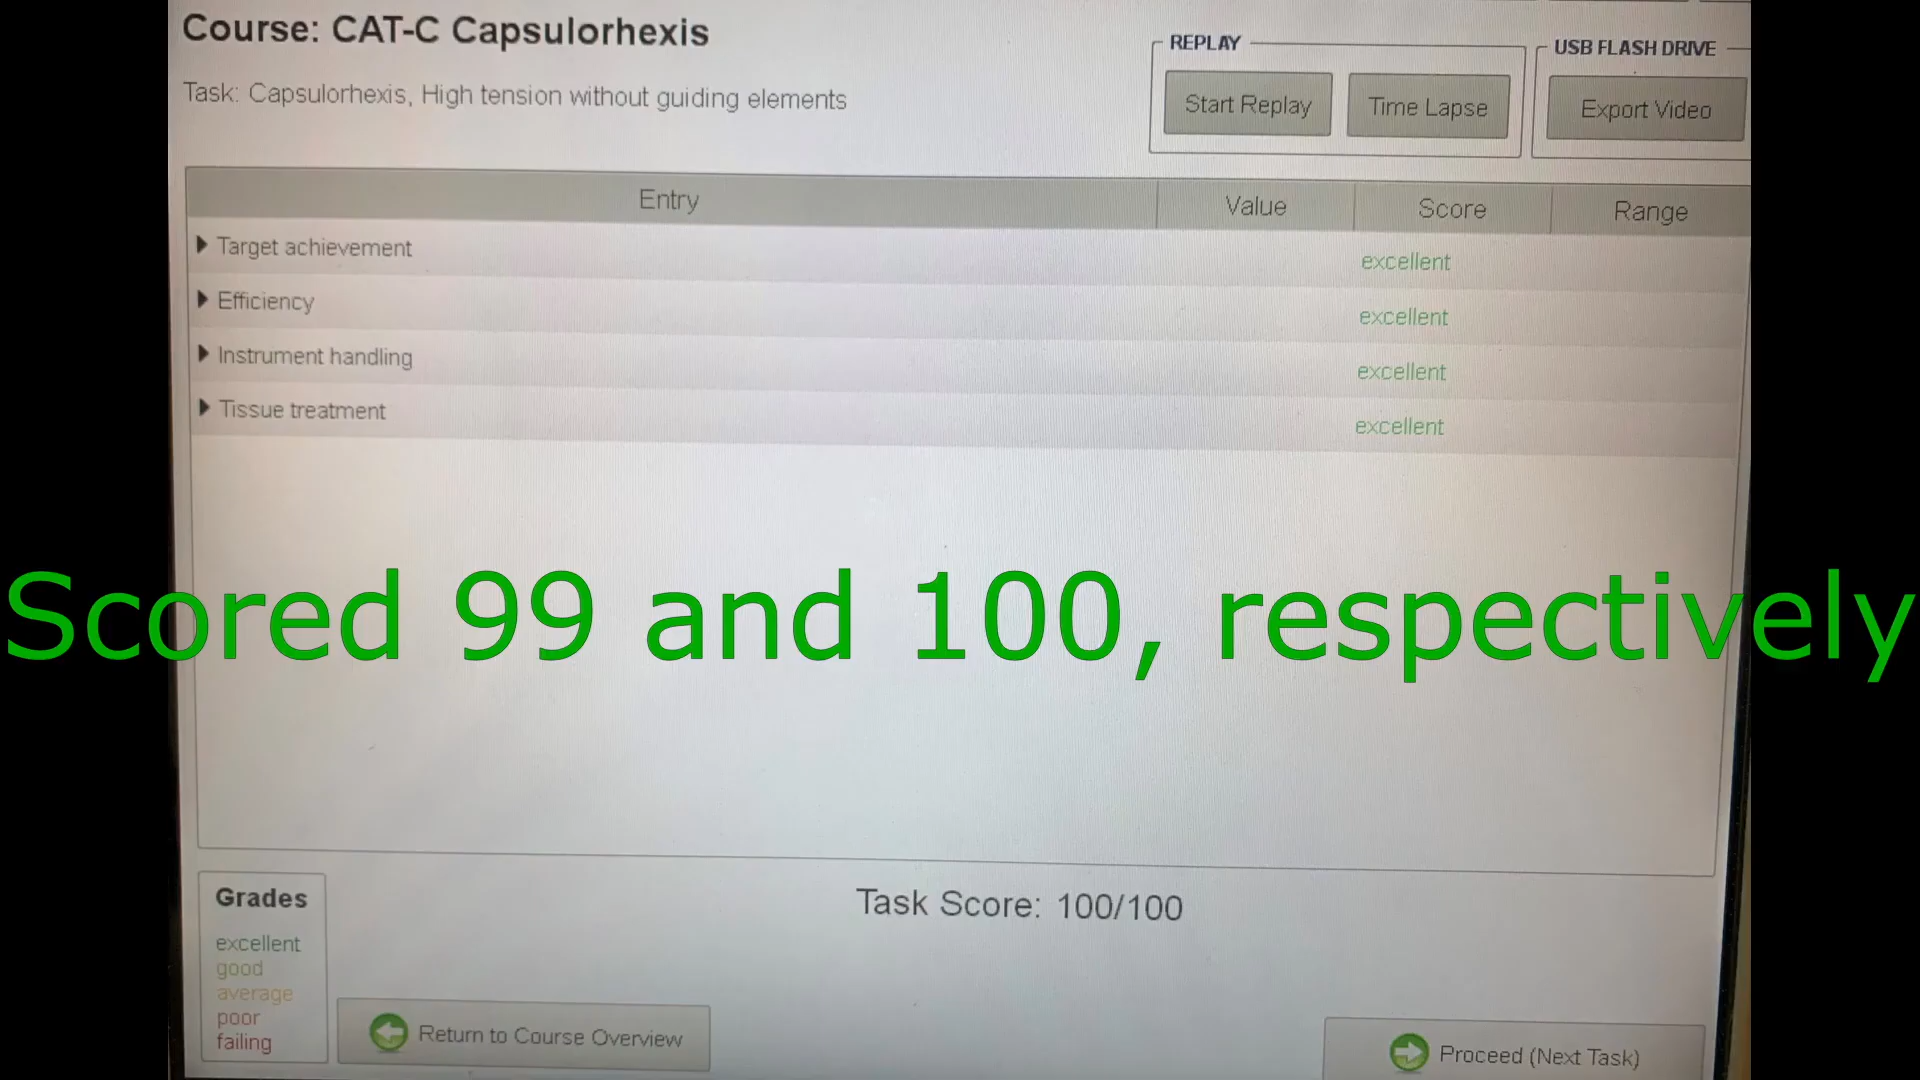 Course: CAT-C Capsulorhexis
Task: Capsulorhexis, High tension without guiding elements
REPLAY
Start Replay
Time Lapse
USB FLASH DRIVE
Export Video
Entry
Value
Score
Range
Target achievement
excellent
Efficiency
excellent
Instrument handling
excellent
Tissue treatment
excellent
Scored 99 and 100, respectively
Grades
excellent
good
average
poor
failing
Task Score: 100/100
Return to Course Overview
Proceed (Next Task)